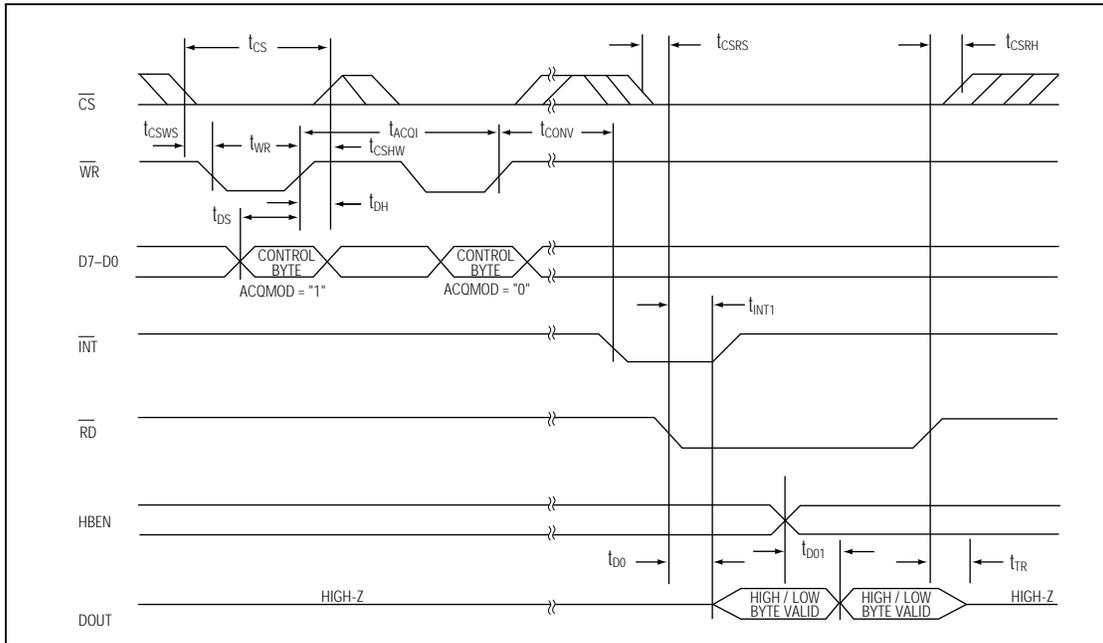 tCS
tCSRS
tCSRH
CS
tCSWS
tWR
tACQI
tCSHW
tCONV
WR
tDS
tDH
D7–D0
CONTROL
BYTE
CONTROL
BYTE
ACQMOD = "1"
ACQMOD = "0"
tINT1
INT
RD
HBEN
tD0
tD01
tTR
HIGH-Z
HIGH / LOW
BYTE VALID
HIGH / LOW
BYTE VALID
HIGH-Z
DOUT